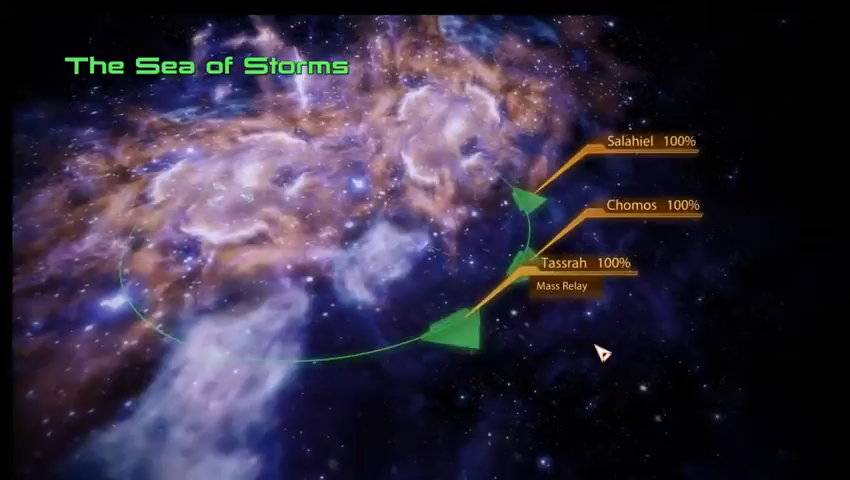 The Sea of Storms
Salahiel 100%
Chomos 100%
Tassrah 100%
Mass Relay